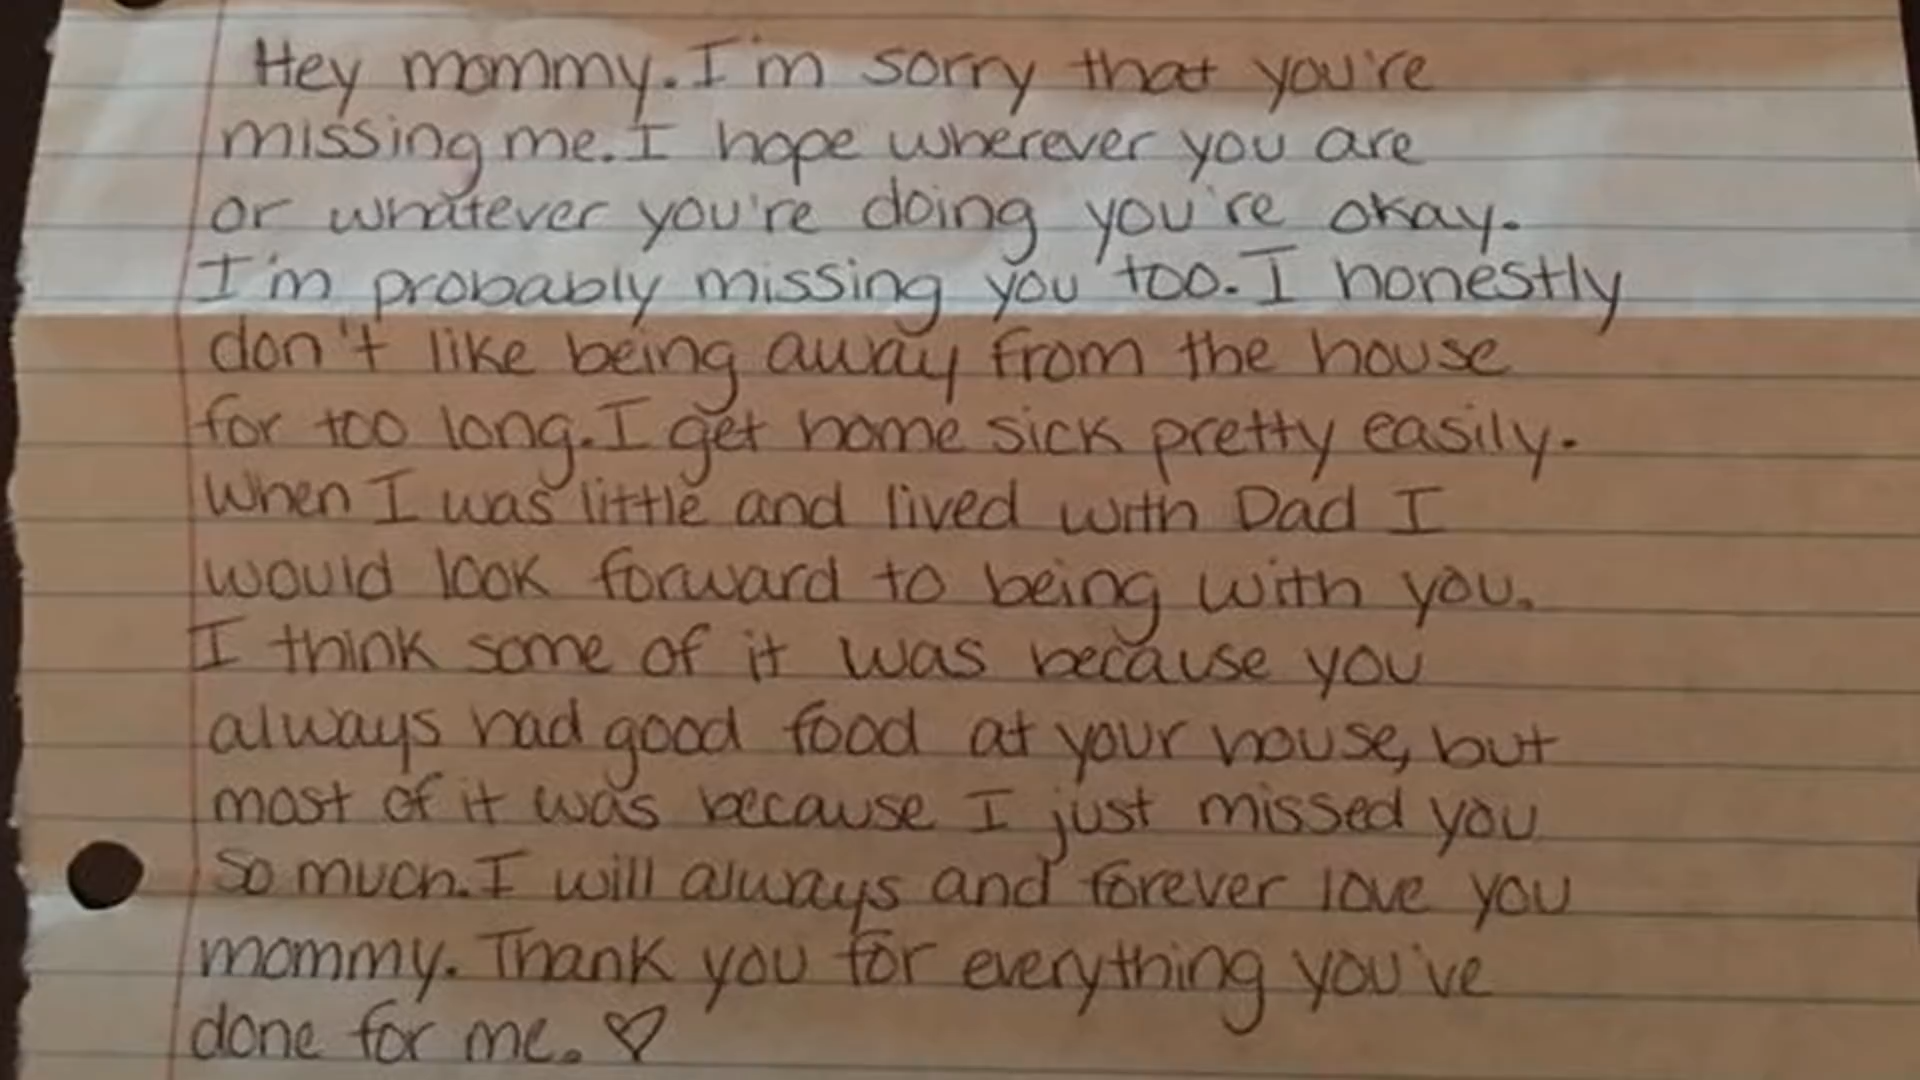 Hey mommy. I'm sorry that you're
missing me. I hope wherever you are
or whatever you're doing you're okay.
I'm probably missing you too. I honestly
don't like being away from the house
for too long. I get home sick pretty easily.
When I was little and lived with Dad I
would look forward to being with you.
I think some of it was because you
always had good food at your house, but
most of it was because I just missed you
so much. I will always and forever love you
mommy. Thank you for everything you've
done for me. ♡